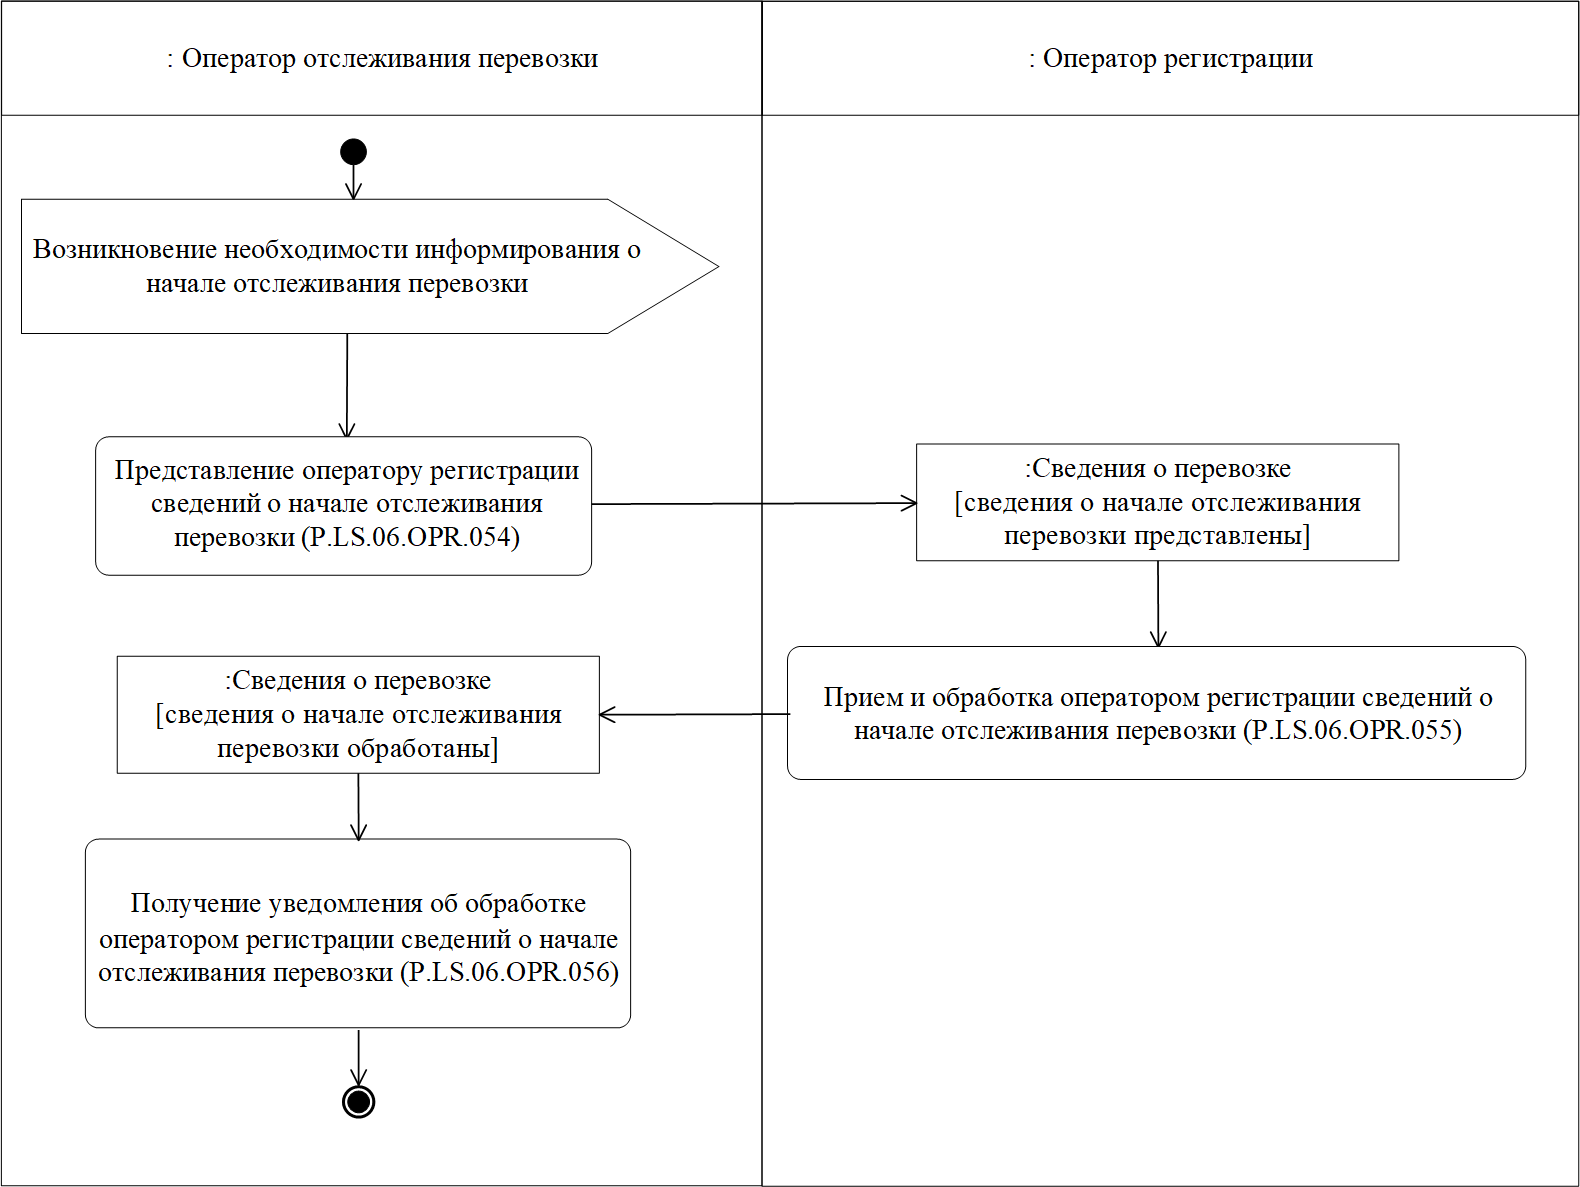 : Оператор отслеживания перевозки
: Оператор регистрации
Возникновение необходимости информирования о
начале отслеживания перевозки
Представление оператору регистрации
сведений о начале отслеживания
перевозки (P.LS.06.OPR.054)
:Сведения о перевозке
[сведения о начале отслеживания
перевозки представлены]
:Сведения о перевозке
[сведения о начале отслеживания
перевозки обработаны]
Прием и обработка оператором регистрации сведений о
начале отслеживания перевозки (P.LS.06.OPR.055)
Получение уведомления об обработке
оператором регистрации сведений о начале
отслеживания перевозки (P.LS.06.OPR.056)